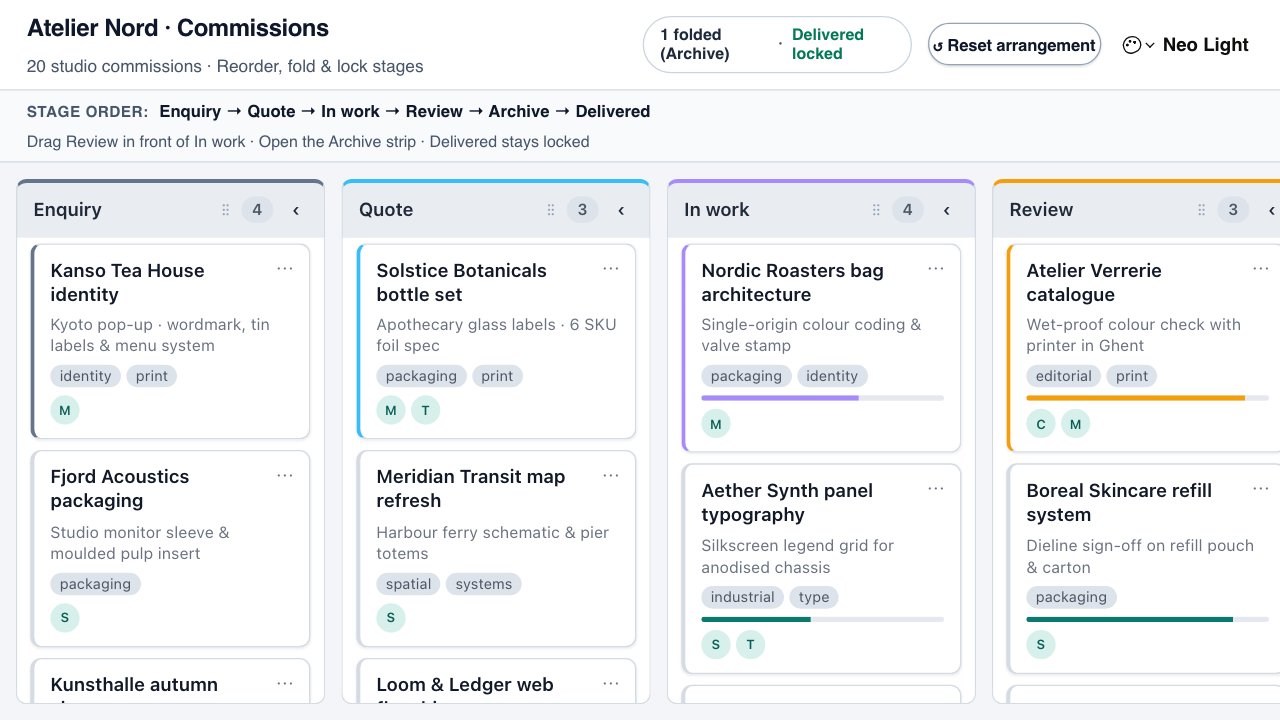 Atelier Nord · Commissions
20 studio commissions · Reorder, fold & lock stages
1 folded
(Archive)
·
Delivered
locked
↺ Reset arrangement
Neo Light
STAGE ORDER: Enquiry → Quote → In work → Review → Archive → Delivered
Drag Review in front of In work · Open the Archive strip · Delivered stays locked
Enquiry
4
Kanso Tea House
identity
Kyoto pop-up · wordmark, tin
labels & menu system
identity
print
M
Fjord Acoustics
packaging
Studio monitor sleeve &
moulded pulp insert
packaging
S
Kunsthalle autumn
Quote
3
Solstice Botanicals
bottle set
Apothecary glass labels · 6 SKU
foil spec
packaging
print
M
T
Meridian Transit map
refresh
Harbour ferry schematic & pier
totems
spatial
systems
S
Loom & Ledger web
In work
4
Nordic Roasters bag
architecture
Single-origin colour coding &
valve stamp
packaging
identity
M
Aether Synth panel
typography
Silkscreen legend grid for
anodised chassis
industrial
type
S
T
Review
3
Atelier Verrerie
catalogue
Wet-proof colour check with
printer in Ghent
editorial
print
C
M
Boreal Skincare refill
system
Dieline sign-off on refill pouch
& carton
packaging
S